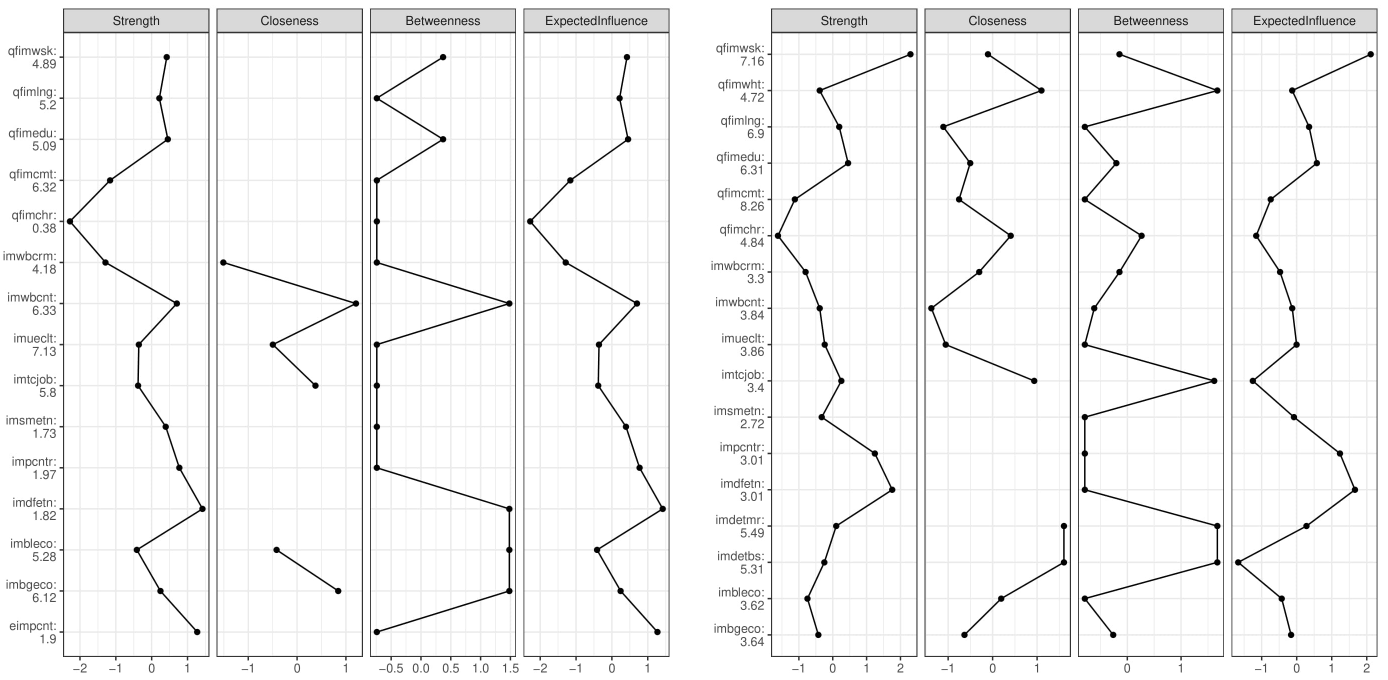 Strength Closeness Betweenness ExpectedInfluence
qfimwsk:
4.89
qfimlng:
5.2
qfimedu:
5.09
qfimcmt:
6.32
qfimchr:
0.38
imwbcrm:
4.18
imwbcnt:
6.33
imueclt:
7.13
imtcjob:
5.8
imsmetn:
1.73
impcntr:
1.97
imdfetn:
1.82
imbleco:
5.28
imbgeco:
6.12
eimpcnt:
1.9
−2 −1 0 1 −1 0 1 −0.5 0.0 0.5 1.0 1.5 −2 −1 0 1
Strength Closeness Betweenness ExpectedInfluence
qfimwsk:
7.16
qfimwht:
4.72
qfimlng:
6.9
qfimedu:
6.31
qfimcmt:
8.26
qfimchr:
4.84
imwbcrm:
3.3
imwbcnt:
3.84
imueclt:
3.86
imtcjob:
3.4
imsmetn:
2.72
impcntr:
3.01
imdfetn:
3.01
imdetmr:
5.49
imdetbs:
5.31
imbleco:
3.62
imbgeco:
3.64
−1 0 1 2 −1 0 1 0 1 −1 0 1 2